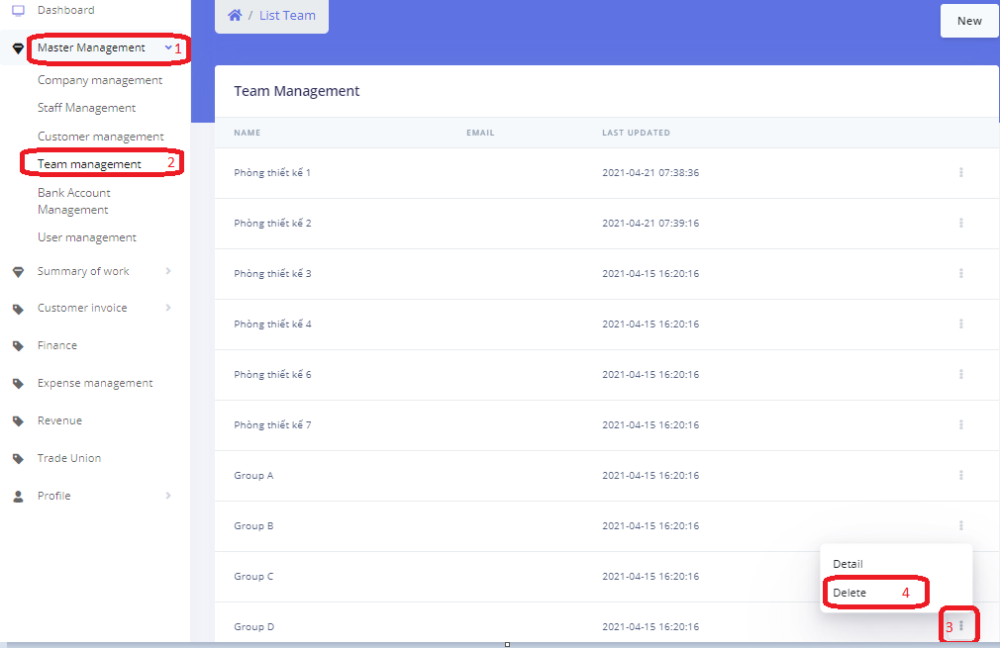 Dashboard
Master Management 1
Company management
Staff Management
Customer management
Team management 2
Bank Account
Management
User management
Summary of work
Customer invoice
Finance
Expense management
Revenue
Trade Union
Profile
/ List Team
New
Team Management
NAME EMAIL LAST UPDATED
Phòng thiết kế 1 2021-04-21 07:38:36
Phòng thiết kế 2 2021-04-21 07:39:16
Phòng thiết kế 3 2021-04-15 16:20:16
Phòng thiết kế 4 2021-04-15 16:20:16
Phòng thiết kế 6 2021-04-15 16:20:16
Phòng thiết kế 7 2021-04-15 16:20:16
Group A 2021-04-15 16:20:16
Group B 2021-04-15 16:20:16
Group C 2021-04-15 16:20:16
Group D 2021-04-15 16:20:16
Detail
Delete 4
3